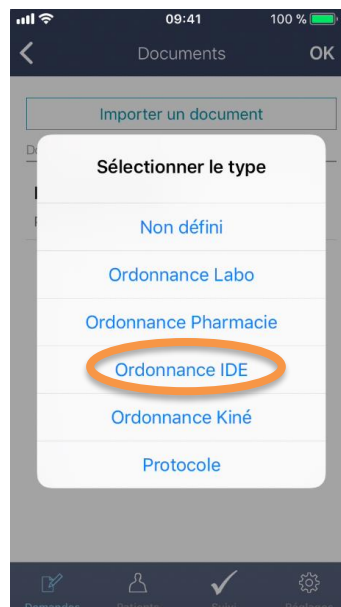 09:41
100 %
Documents
OK
Importer un document
Sélectionner le type
Non défini
Ordonnance Labo
Ordonnance Pharmacie
Ordonnance IDE
Ordonnance Kiné
Protocole